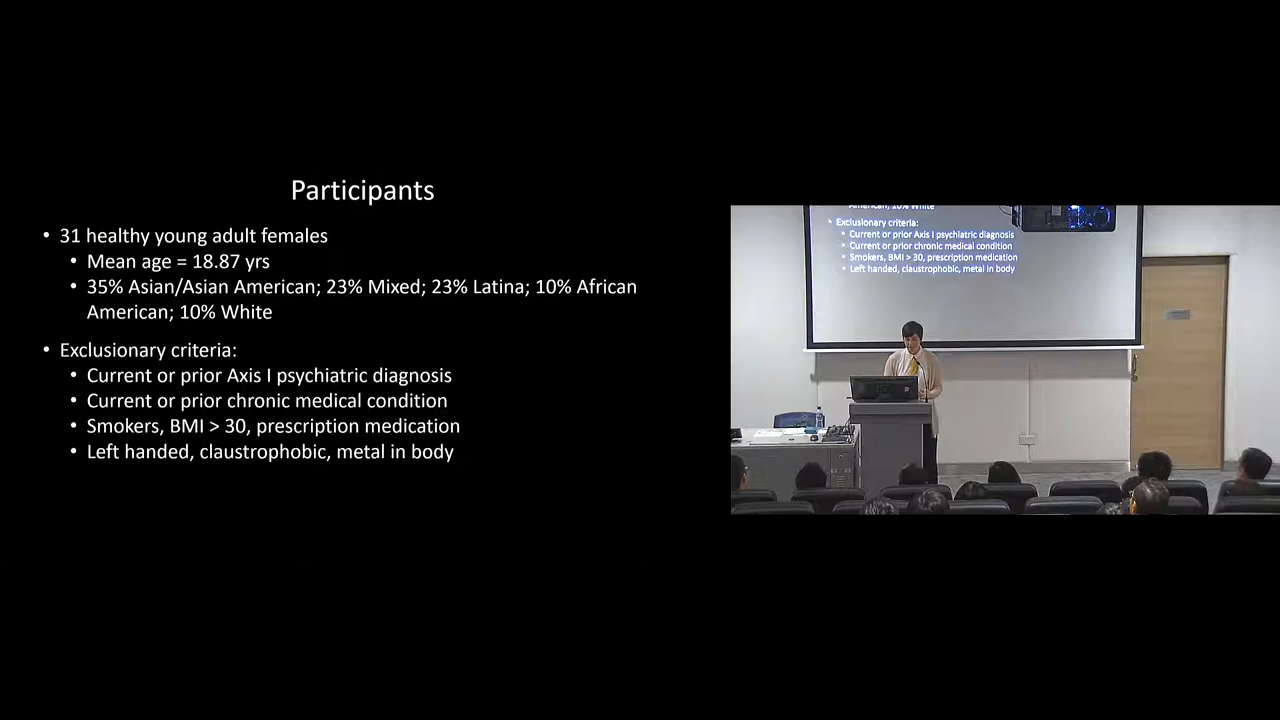 Participants
• 31 healthy young adult females
• Mean age = 18.87 yrs
• 35% Asian/Asian American; 23% Mixed; 23% Latina; 10% African
American; 10% White
• Exclusionary criteria:
• Current or prior Axis I psychiatric diagnosis
• Current or prior chronic medical condition
• Smokers, BMI > 30, prescription medication
• Left handed, claustrophobic, metal in body
American; 10% White
• Exclusionary criteria:
• Current or prior Axis I psychiatric diagnosis
• Current or prior chronic medical condition
• Smokers, BMI > 30, prescription medication
• Left handed, claustrophobic, metal in body